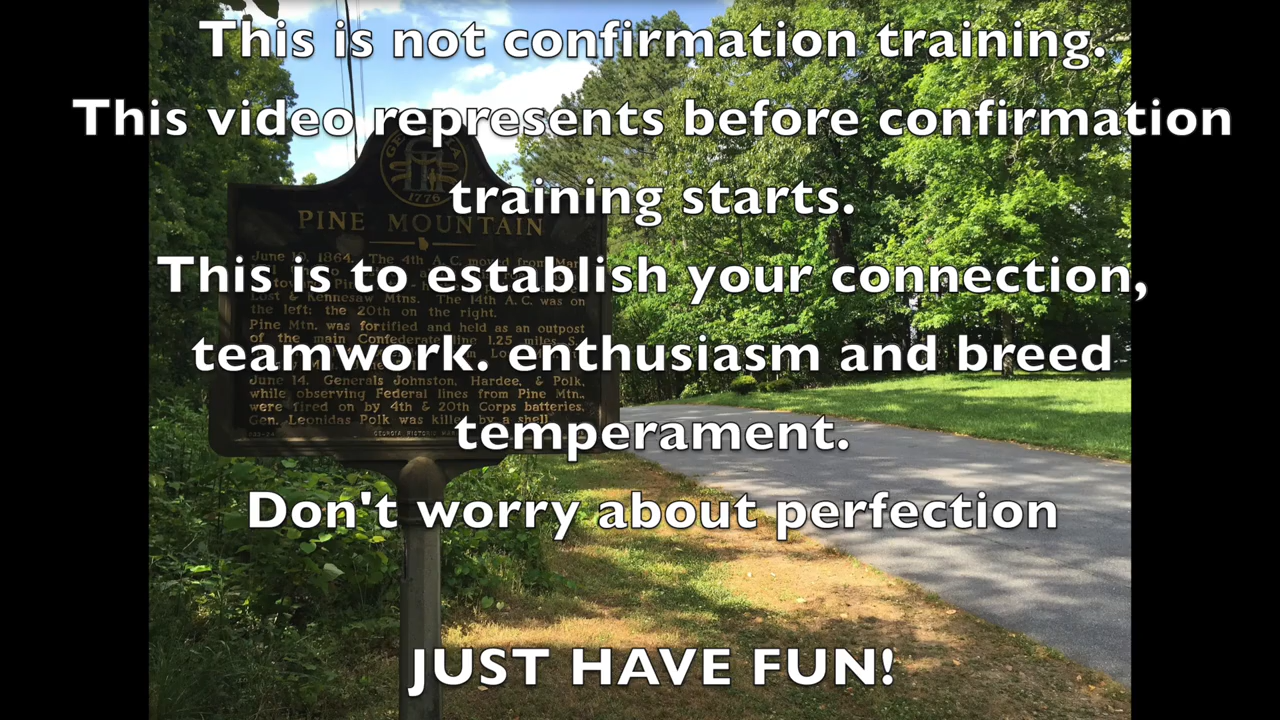 This is not confirmation training.
This video represents before confirmation
training starts.
This is to establish your connection,
teamwork. enthusiasm and breed
temperament.
Don't worry about perfection
JUST HAVE FUN!
1776
PINE MOUNTAIN
June 1864. The 4th A.C. moved from
Lost & Kennesaw Mtns. The 14th A.C. was on
the left; the 20th on the right.
Pine Mtn. was fortified and held as an outpost
of the main Confederate line 1.25 miles S.
June 14. Generals Johnston, Hardee, & Polk,
while observing Federal lines from Pine Mtn.,
were fired on by 4th & 20th Corps batteries.
Gen. Leonidas Polk was killed by a shell